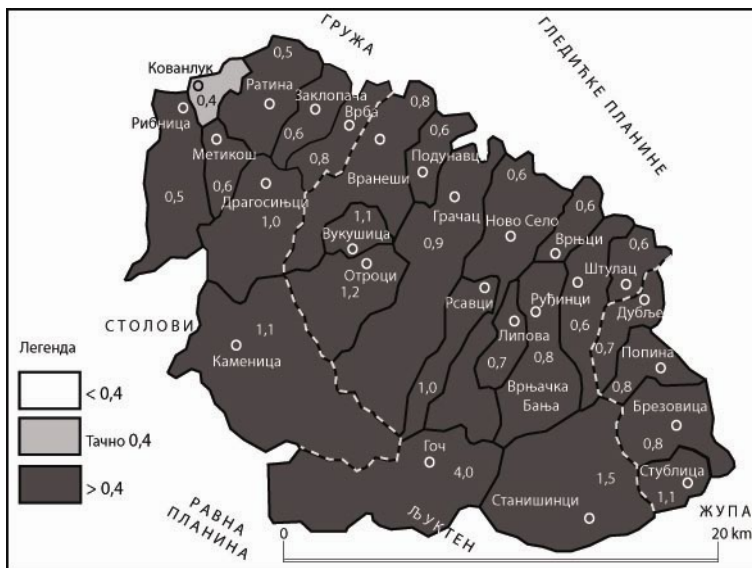 ГРУЖА
ГЛЕДИЋКЕ ПЛАНИНЕ
0,5
Кованлук
0,4
Ратина
Заклопача
0,8
Рибница
0,6
Врба
0,6
Метикош
0,8
Подунавци
Вранеши
0,6
0,5
0,6
Драгосињци
Грачац
1,0
1,1
Ново Село
0,6
Вукушица
0,9
Врњци
0,6
Отроци
Штулац
1,2
Рсавци
Руђинци
Дубље
СТОЛОВИ
1,1
Липова
0,6
Каменица
0,7
0,8
0,7
Попина
1,0
Врњачка
Бања
0,8
Брезовица
0,8
Гоч
4,0
1,5
Стублица
1,1
Станишинци
ЖУПА
РАВНА
ПЛАНИНА
ЉУКТЕН
Легенда
< 0,4
Тачно 0,4
> 0,4
0
20 km